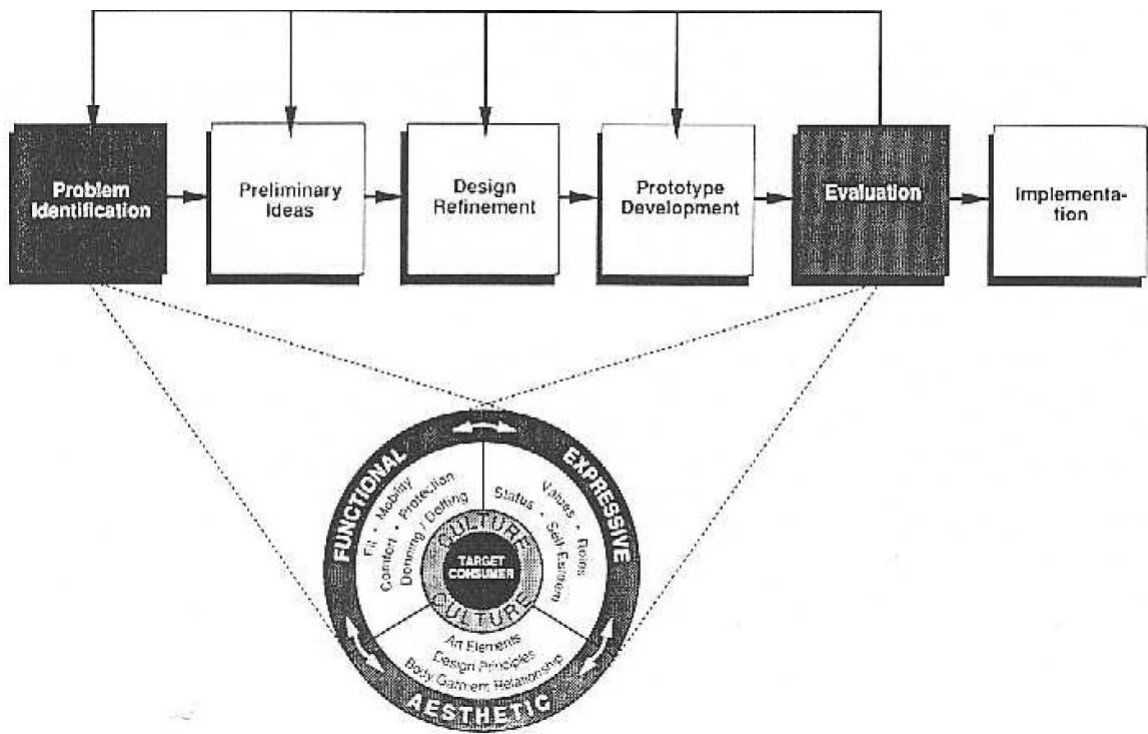 Problem
Identification
Preliminary
Ideas
Design
Refinement
Prototype
Development
Evaluation
Implementa-
tion
FUNCTIONAL
EXPRESSIVE
AESTHETIC
Fit • Mobility
Comfort • Protection
Donning / Doffing
Values • Roles
Status • Self-Esteem
CULTURE
TARGET
CONSUMER
CULTURE
Art Elements
Design Principles
Body Garment Relationship